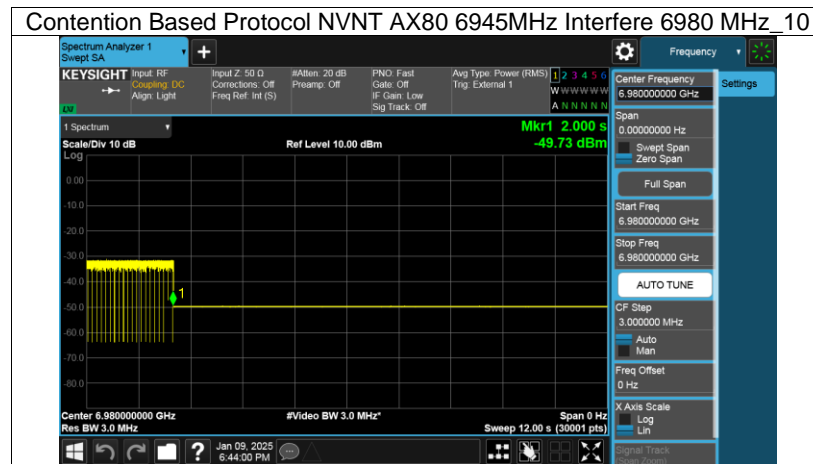 Contention Based Protocol NVNT AX80 6945MHz Interfere 6980 MHz_10
Spectrum Analyzer 1
Swept SA
Frequency
KEYSIGHT
Input: RF
Coupling: DC
Align: Light
Input Z: 50 Ω
Corrections: Off
Freq Ref: Int (S)
#Atten: 20 dB
Preamp: Off
PNO: Fast
Gate: Off
IF Gain: Low
Sig Track: Off
Avg Type: Power (RMS)
Trig: External 1
1 2 3 4 5 6
W W W W W W
A N N N N N
LXI
Center Frequency
6.980000000 GHz
Settings
Span
0.00000000 Hz
Swept Span
Zero Span
Full Span
Start Freq
6.980000000 GHz
Stop Freq
6.980000000 GHz
AUTO TUNE
CF Step
3.000000 MHz
Auto
Man
Freq Offset
0 Hz
X Axis Scale
Log
Lin
Signal Track
(Span Zoom)
1 Spectrum
Scale/Div 10 dB
Ref Level 10.00 dBm
Mkr1 2.000 s
-49.73 dBm
Log
0.00
-10.0
-20.0
-30.0
-40.0
-50.0
-60.0
-70.0
-80.0
1
Center 6.980000000 GHz
#Video BW 3.0 MHz*
Span 0 Hz
Res BW 3.0 MHz
Sweep 12.00 s (30001 pts)
Jan 09, 2025
6:44:00 PM